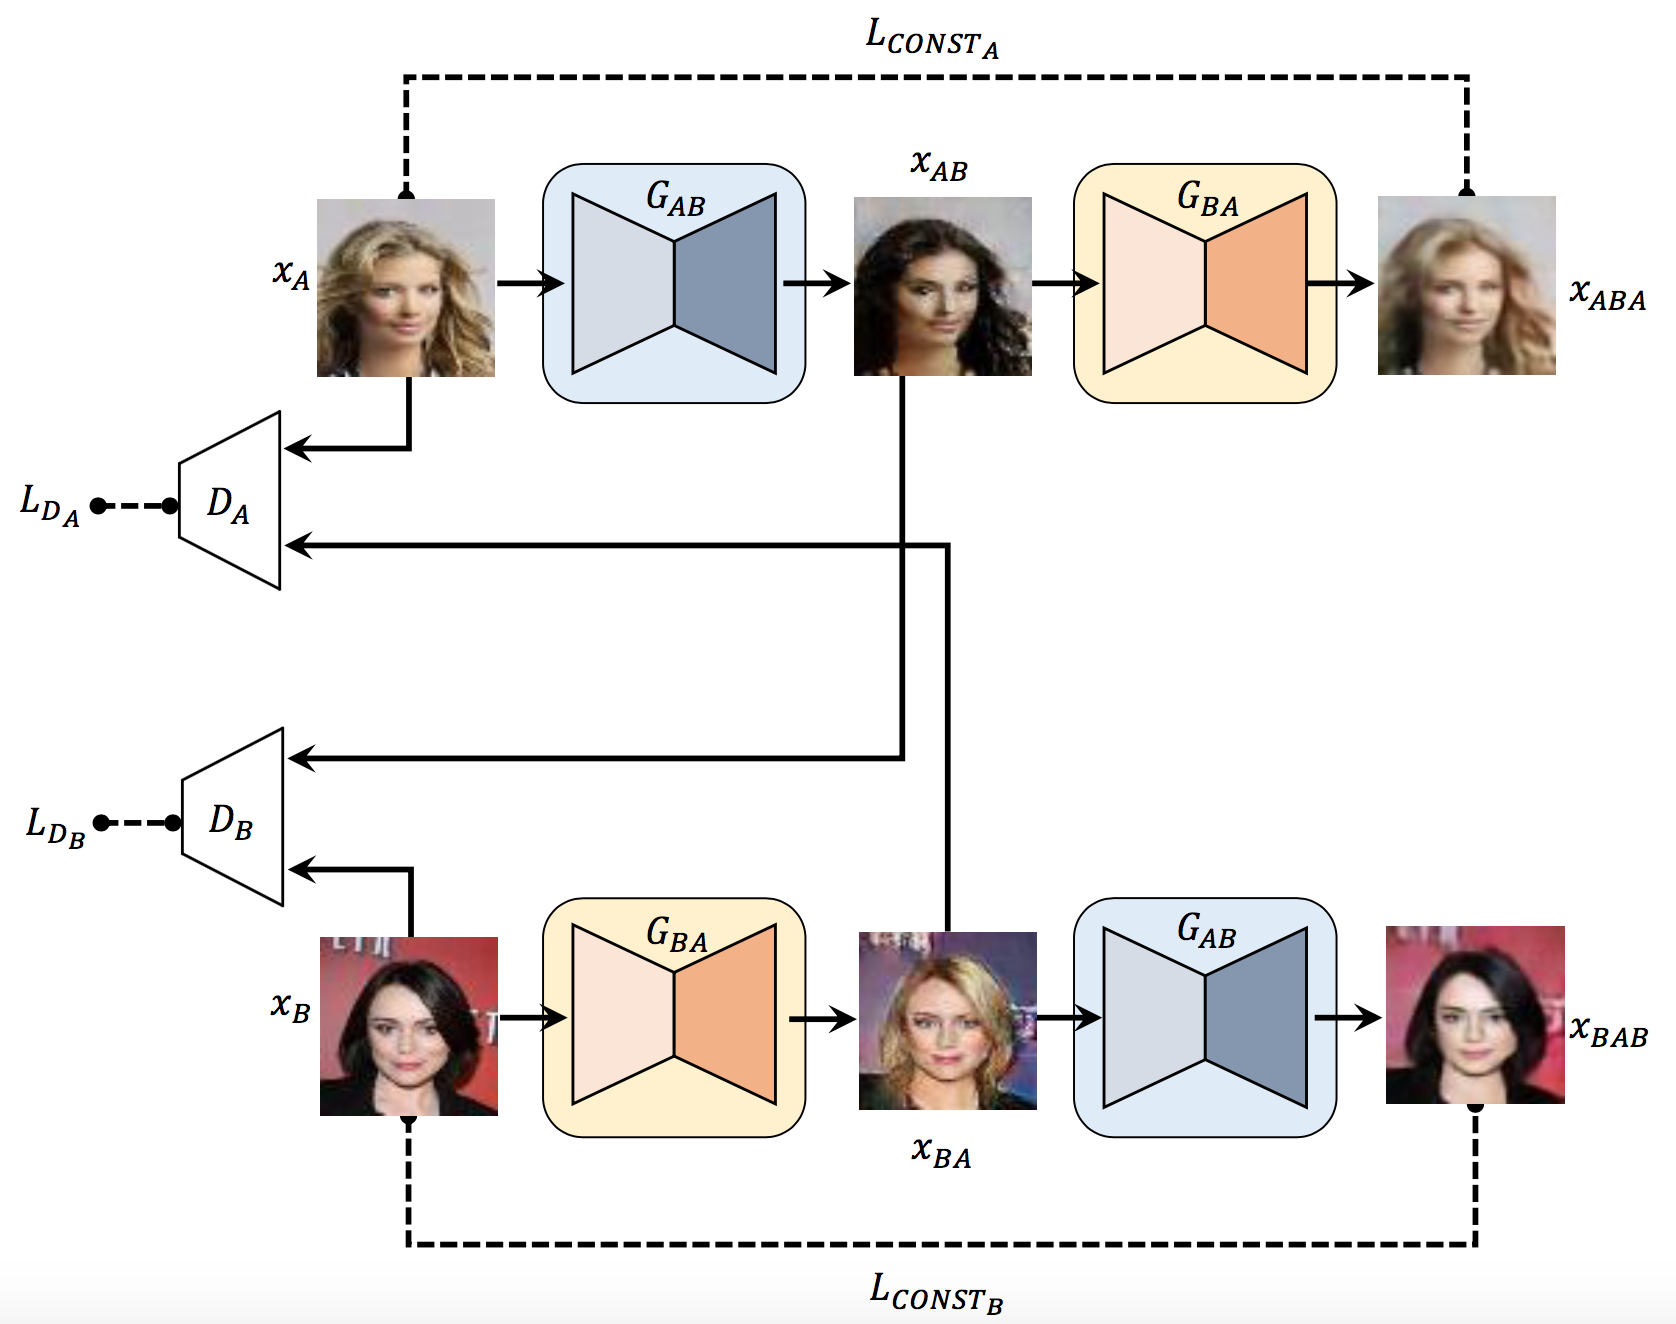 L_{CONST_A}
x_{AB}
G_{AB}
G_{BA}
x_A
x_{ABA}
L_{D_A}
D_A
L_{D_B}
D_B
G_{BA}
G_{AB}
x_B
x_{BAB}
x_{BA}
L_{CONST_B}